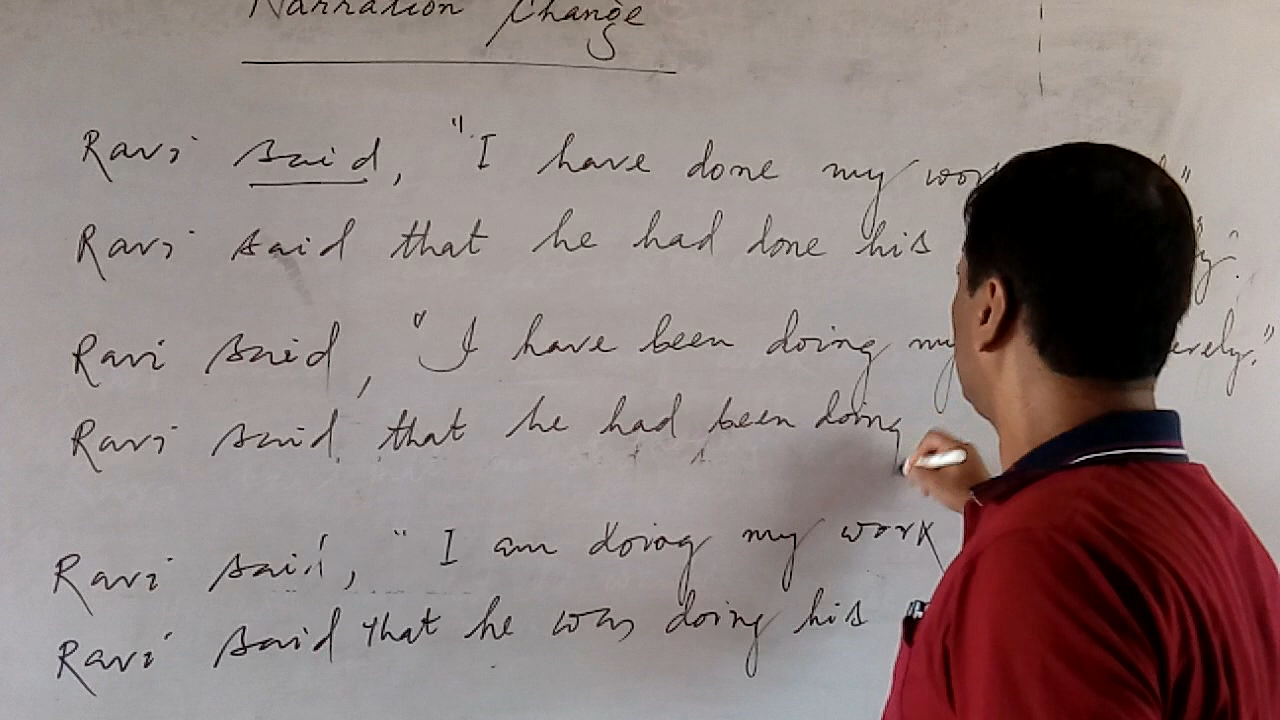 Narration Change
Ravi said, "I have done my
Ravi said that he had done his
Ravi said, "I have been doing my
Ravi said that he had been doing
Ravi said, "I am doing my work
Ravi said that he was doing his